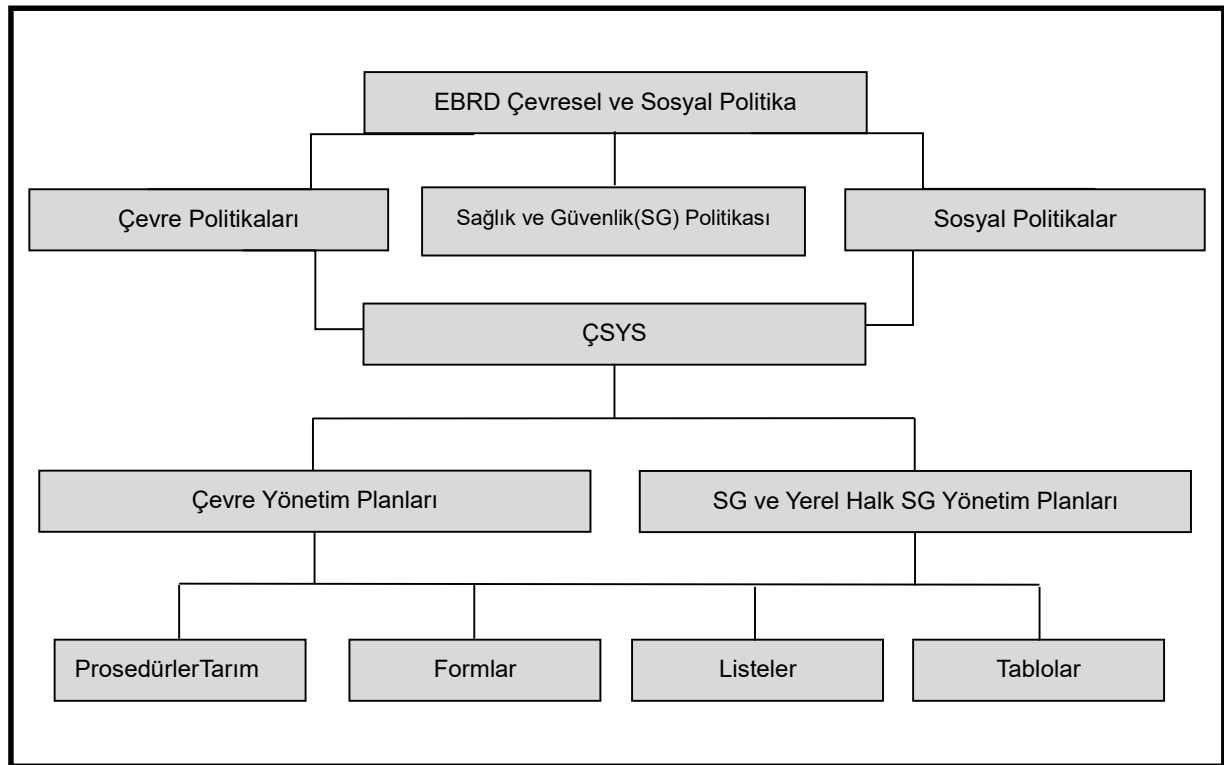 EBRD Çevresel ve Sosyal Politika
Çevre Politikaları
Sağlık ve Güvenlik(SG) Politikası
Sosyal Politikalar
ÇSYS
Çevre Yönetim Planları
SG ve Yerel Halk SG Yönetim Planları
ProsedürlerTarım
Formlar
Listeler
Tablolar